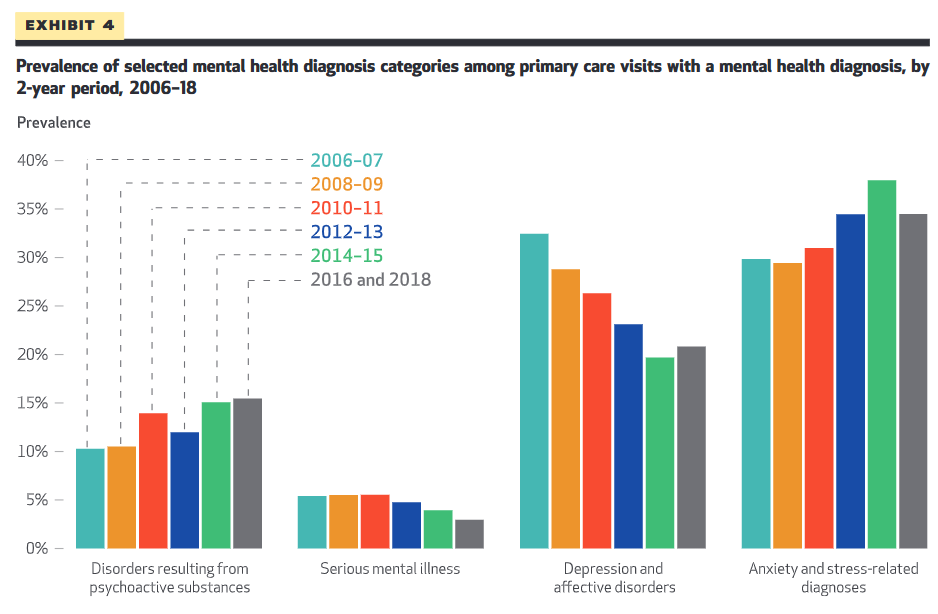 EXHIBIT 4
Prevalence of selected mental health diagnosis categories among primary care visits with a mental health diagnosis, by
2-year period, 2006–18
Prevalence
40%
35%
30%
25%
20%
15%
10%
5%
0%
2006–07
2008–09
2010–11
2012–13
2014–15
2016 and 2018
Disorders resulting from
psychoactive substances
Serious mental illness
Depression and
affective disorders
Anxiety and stress-related
diagnoses